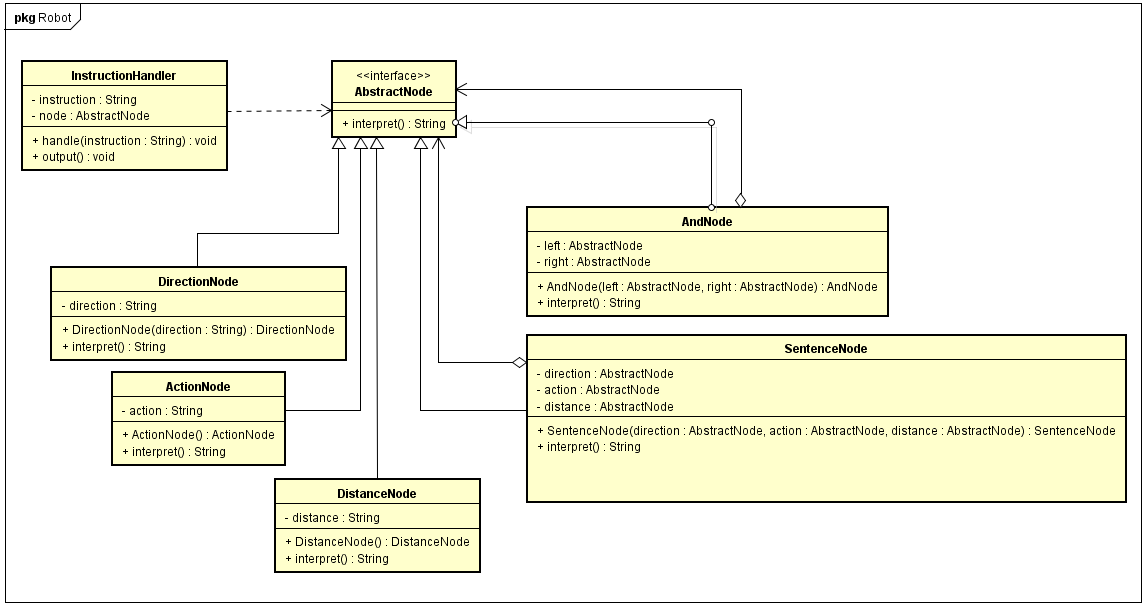 pkg Robot
InstructionHandler
- instruction : String
- node : AbstractNode
+ handle(instruction : String) : void
+ output() : void
<<interface>>
AbstractNode
+ interpret() : String
AndNode
- left : AbstractNode
- right : AbstractNode
+ AndNode(left : AbstractNode, right : AbstractNode) : AndNode
+ interpret() : String
DirectionNode
- direction : String
+ DirectionNode(direction : String) : DirectionNode
+ interpret() : String
SentenceNode
- direction : AbstractNode
- action : AbstractNode
- distance : AbstractNode
+ SentenceNode(direction : AbstractNode, action : AbstractNode, distance : AbstractNode) : SentenceNode
+ interpret() : String
ActionNode
- action : String
+ ActionNode() : ActionNode
+ interpret() : String
DistanceNode
- distance : String
+ DistanceNode() : DistanceNode
+ interpret() : String